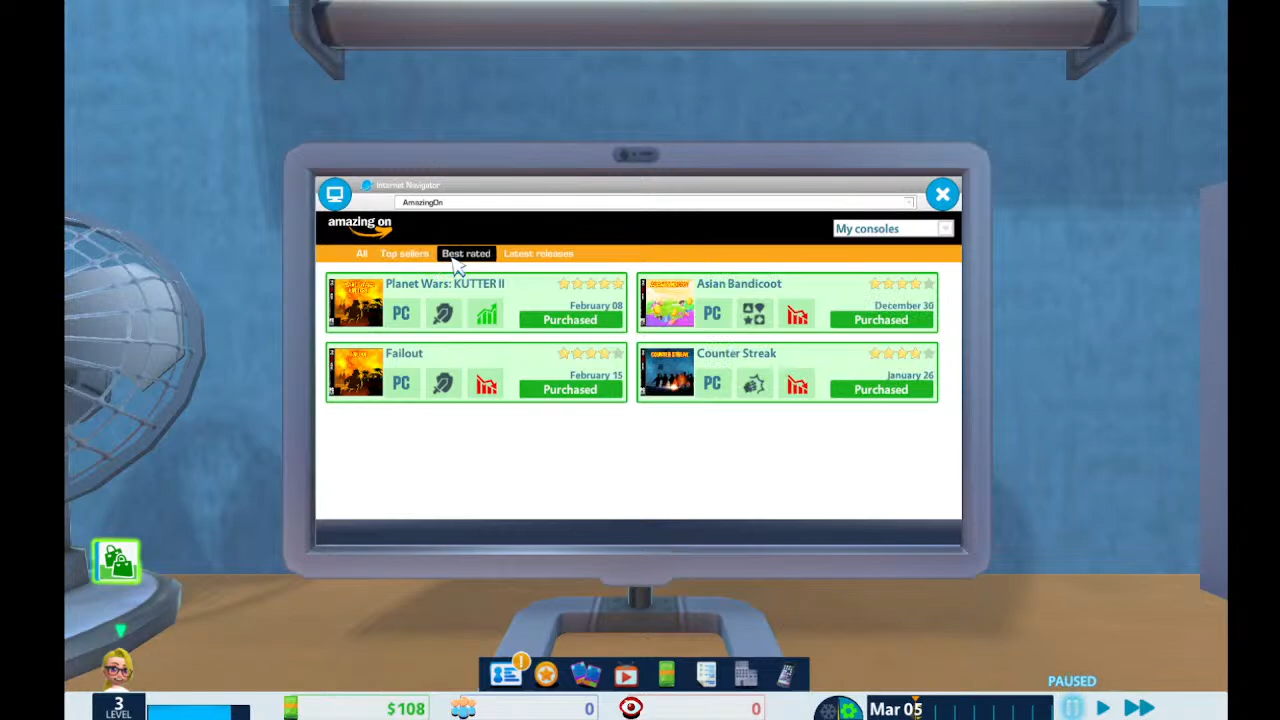 Internet Navigator
AmazingOn
amazing on
My consoles
All Top sellers Best rated Latest releases
Planet Wars: KUTTER II
PC
February 08
Purchased
Asian Bandicoot
PC
December 30
Purchased
Failout
PC
February 15
Purchased
Counter Streak
PC
January 26
Purchased
3
LEVEL
$108
0
0
PAUSED
Mar 05